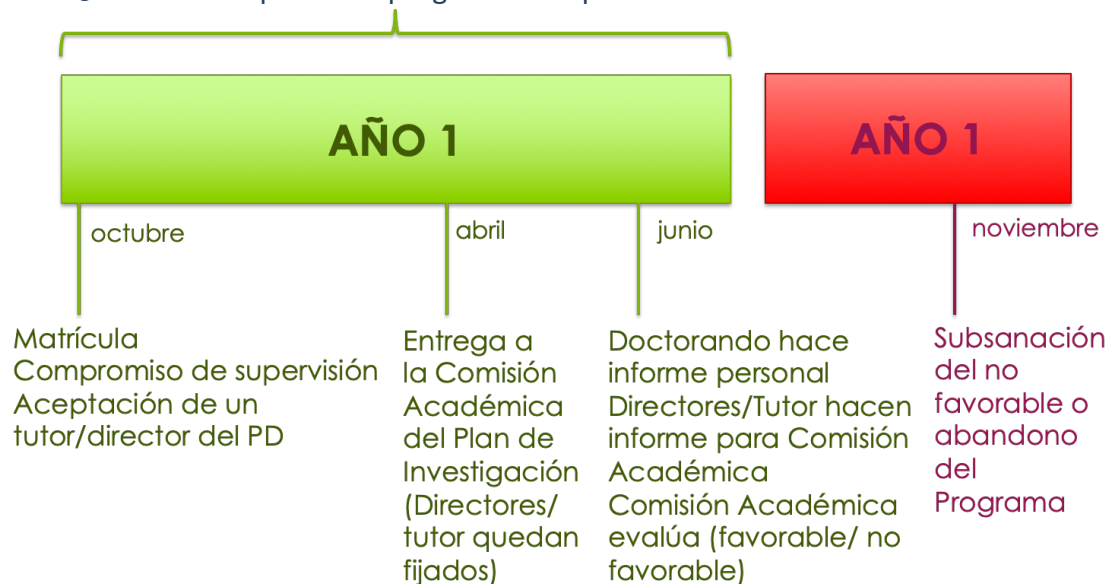 AÑO 1
AÑO 1
octubre
abril
junio
noviembre
Matrícula
Compromiso de supervisión
Aceptación de un
tutor/director del PD
Entrega a
la Comisión
Académica
del Plan de
Investigación
(Directores/
tutor quedan
fijados)
Doctorando hace
informe personal
Directores/Tutor hacen
informe para Comisión
Académica
Comisión Académica
evalúa (favorable/ no
favorable)
Subsanación
del no
favorable o
abandono
del
Programa